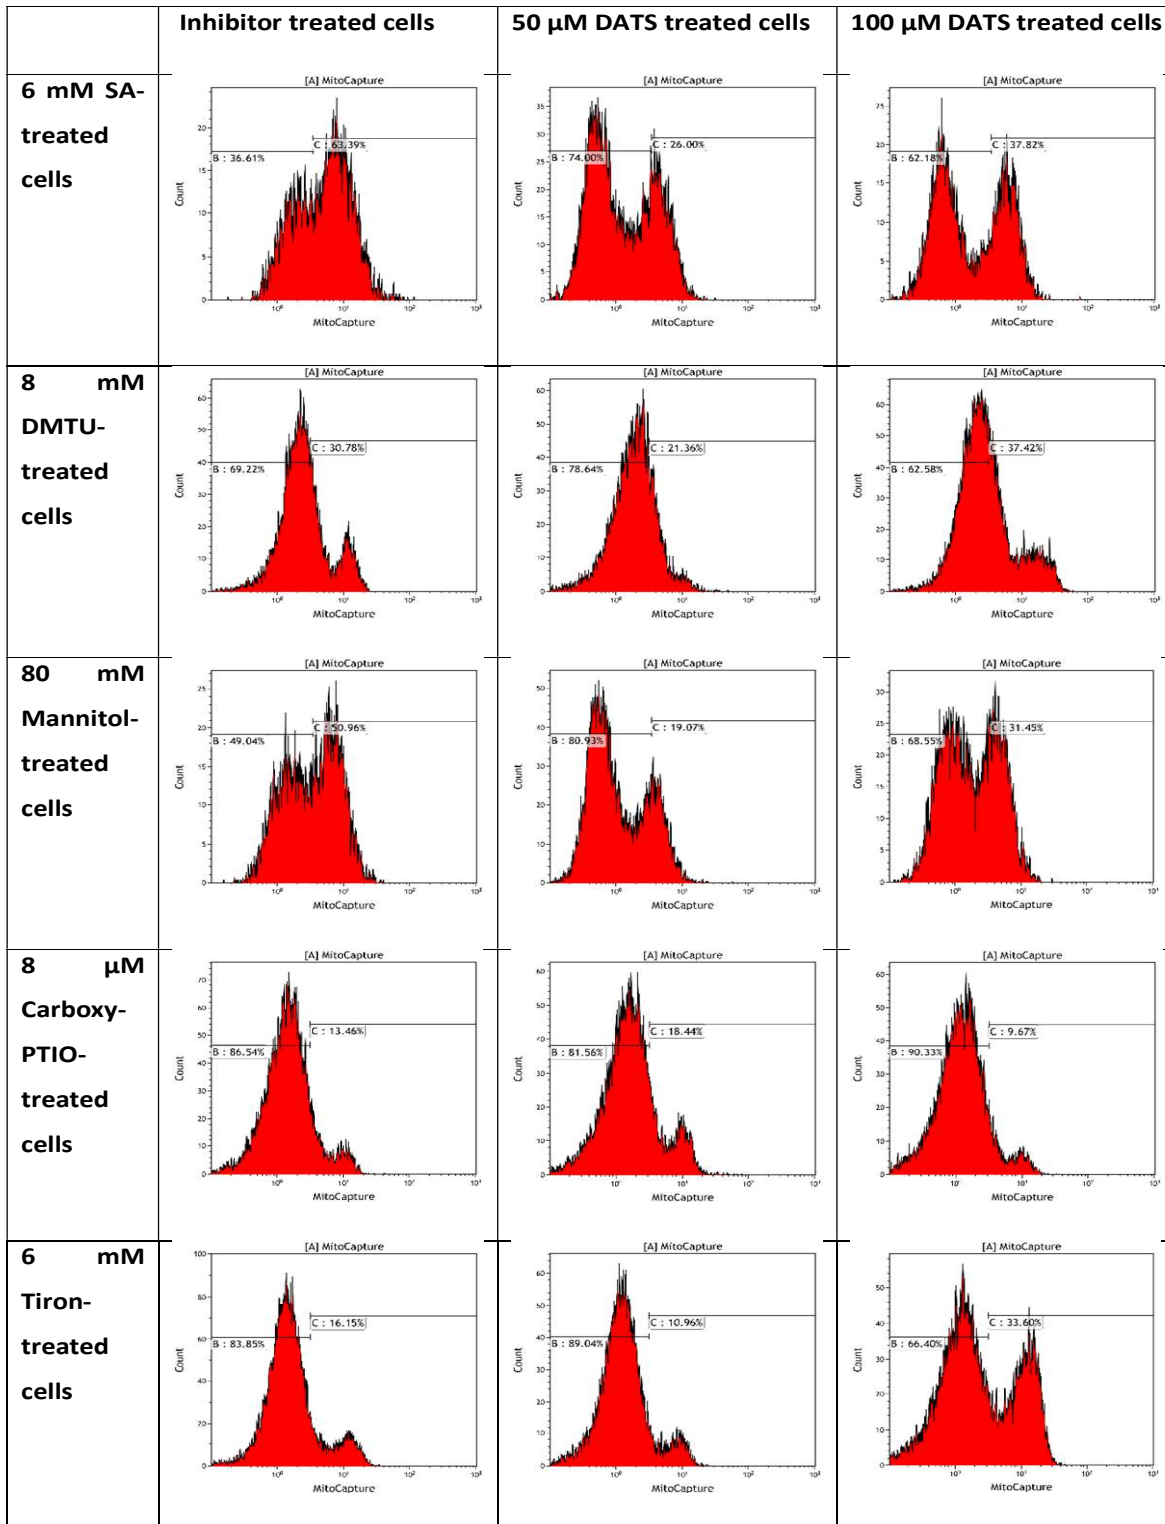 Inhibitor treated cells 50 µM DATS treated cells 100 µM DATS treated cells
6 mM SA-
treated
cells
[A] MitoCapture
C : 63.39%
B : 36.61%
Count
MitoCapture
[A] MitoCapture
C : 26.00%
B : 74.00%
Count
MitoCapture
[A] MitoCapture
C : 37.82%
B : 62.18%
Count
MitoCapture
8 mM
DMTU-
treated
cells
[A] MitoCapture
C : 30.78%
B : 69.22%
Count
MitoCapture
[A] MitoCapture
C : 21.36%
B : 78.64%
Count
MitoCapture
[A] MitoCapture
C : 37.42%
B : 62.58%
Count
MitoCapture
80 mM
Mannitol-
treated
cells
[A] MitoCapture
C : 50.96%
B : 49.04%
Count
MitoCapture
[A] MitoCapture
C : 19.07%
B : 80.93%
Count
MitoCapture
[A] MitoCapture
C : 31.45%
B : 68.55%
Count
MitoCapture
8 µM
Carboxy-
PTIO-
treated
cells
[A] MitoCapture
C : 13.46%
B : 86.54%
Count
MitoCapture
[A] MitoCapture
C : 18.44%
B : 81.56%
Count
MitoCapture
[A] MitoCapture
C : 9.67%
B : 90.33%
Count
MitoCapture
6 mM
Tiron-
treated
cells
[A] MitoCapture
C : 16.15%
B : 83.85%
Count
MitoCapture
[A] MitoCapture
C : 10.96%
B : 89.04%
Count
MitoCapture
[A] MitoCapture
C : 33.60%
B : 66.40%
Count
MitoCapture